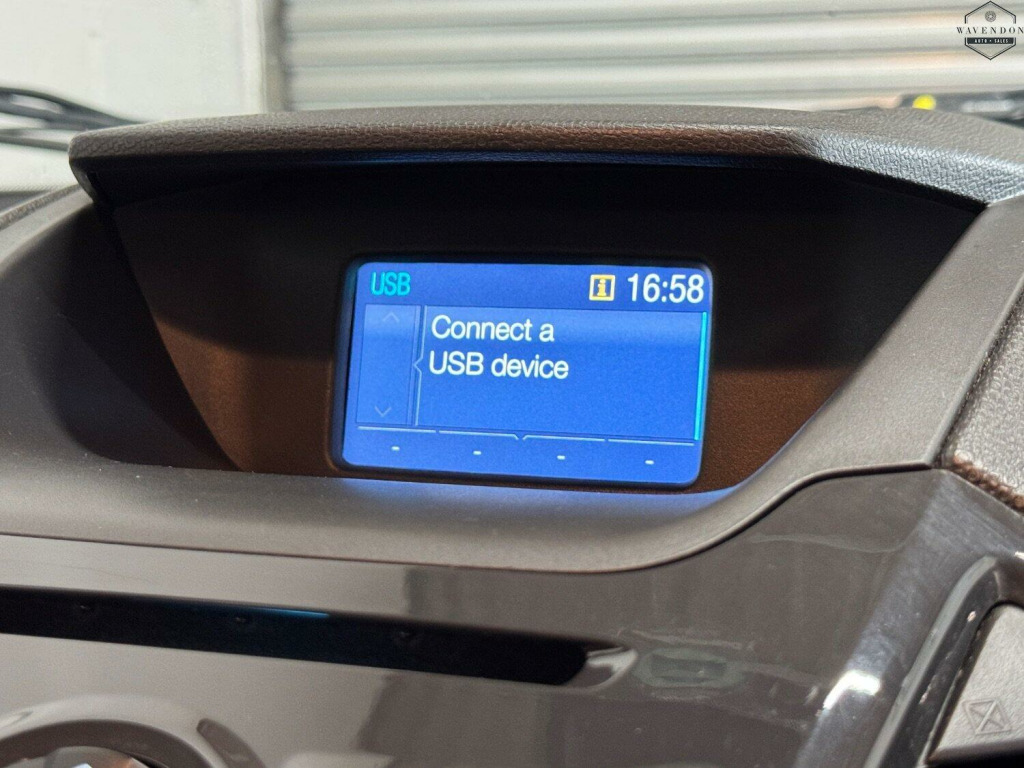 WAVENDON
AUTO • SALES
USB
i 16:58
Connect a
USB device